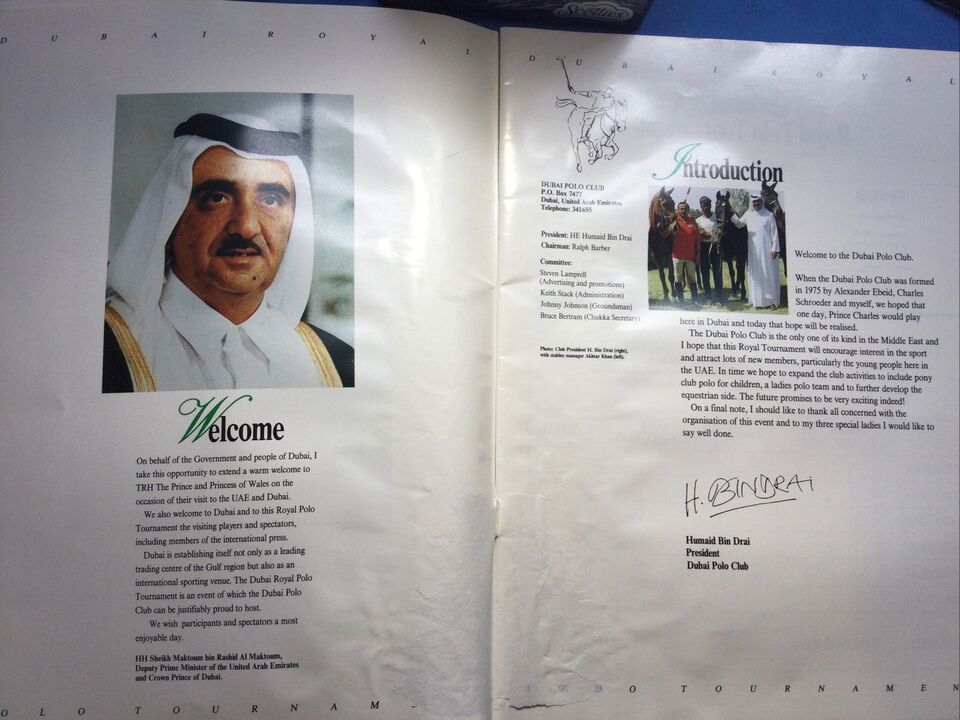 Scotties
DUBAI ROYAL
Welcome
On behalf of the Government and people of Dubai, I
take this opportunity to extend a warm welcome to
TRH The Prince and Princess of Wales on the
occasion of their visit to the UAE and Dubai.
We also welcome to Dubai and to this Royal Polo
Tournament the visiting players and spectators,
including members of the international press.
Dubai is establishing itself not only as a leading
trading centre of the Gulf region but also as an
international sporting venue. The Dubai Royal Polo
Tournament is an event of which the Dubai Polo
Club can be justifiably proud to host.
We wish participants and spectators a most
enjoyable day.
HH Sheikh Maktoum bin Rashid Al Maktoum,
Deputy Prime Minister of the United Arab Emirates
and Crown Prince of Dubai.
OLO TOURNAM
DUBAI ROYAL
DUBAI POLO CLUB
P.O. Box 7477
Dubai, United Arab Emirates
Telephone: 341655
President: HE Humaid Bin Drai
Chairman: Ralph Barber
Committee:
Steven Lamprell
(Advertising and promotions)
Keith Stack (Administration)
Johnny Johnson (Groundsman)
Bruce Bertram (Chukka Secretary)
Photo: Club President H. Bin Drai (right),
with stables manager Akhtar Khan (left).
Introduction
Welcome to the Dubai Polo Club.
When the Dubai Polo Club was formed
in 1975 by Alexander Ebeid, Charles
Schroeder and myself, we hoped that
one day, Prince Charles would play
here in Dubai and today that hope will be realised.
The Dubai Polo Club is the only one of its kind in the Middle East and
I hope that this Royal Tournament will encourage interest in the sport
and attract lots of new members, particularly the young people here in
the UAE. In time we hope to expand the club activities to include pony
club polo for children, a ladies polo team and to further develop the
equestrian side. The future promises to be very exciting indeed!
On a final note, I should like to thank all concerned with the
organisation of this event and to my three special ladies I would like to
say well done.
H. BINDRAI
Humaid Bin Drai
President
Dubai Polo Club
O TOURNAMEN